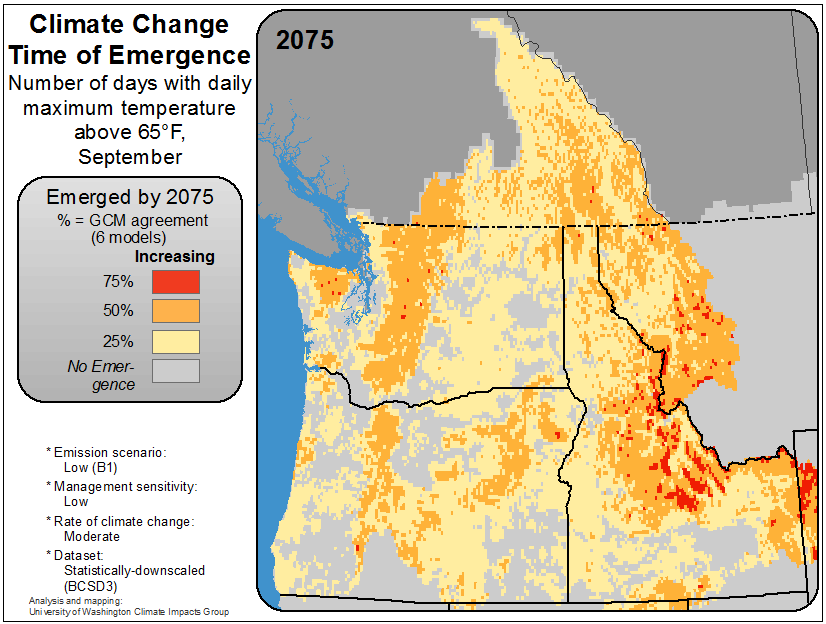 Climate Change
Time of Emergence
Number of days with daily
maximum temperature
above 65°F,
September
2075
Emerged by 2075
% = GCM agreement
(6 models)
Increasing
75%
50%
25%
No Emer-
gence
* Emission scenario:
Low (B1)
* Management sensitivity:
Low
* Rate of climate change:
Moderate
* Dataset:
Statistically-downscaled
(BCSD3)
Analysis and mapping:
University of Washington Climate Impacts Group